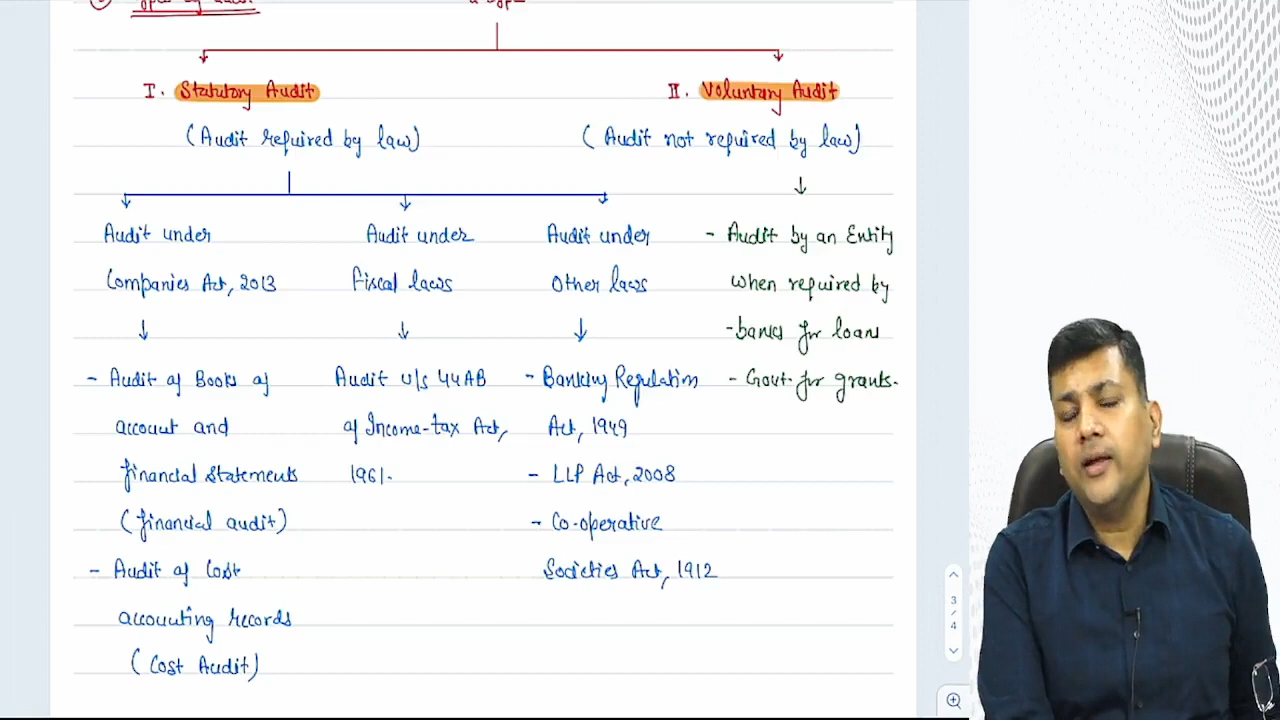 I. Statutory Audit
(Audit required by law)
Audit under
Companies Act, 2013
- Audit of Books of
account and
financial statements
(financial audit)
- Audit of Cost
accounting records
(Cost Audit)
Audit under
Fiscal laws
Audit u/s 44AB
of Income-tax Act,
1961.
Audit under
Other laws
- Banking Regulation
Act, 1949
- LLP Act, 2008
- Co-operative
Societies Act, 1912
II. Voluntary Audit
(Audit not required by law)
- Audit by an Entity
when required by
- banks for loans
- Govt. for grants.
3
/
4